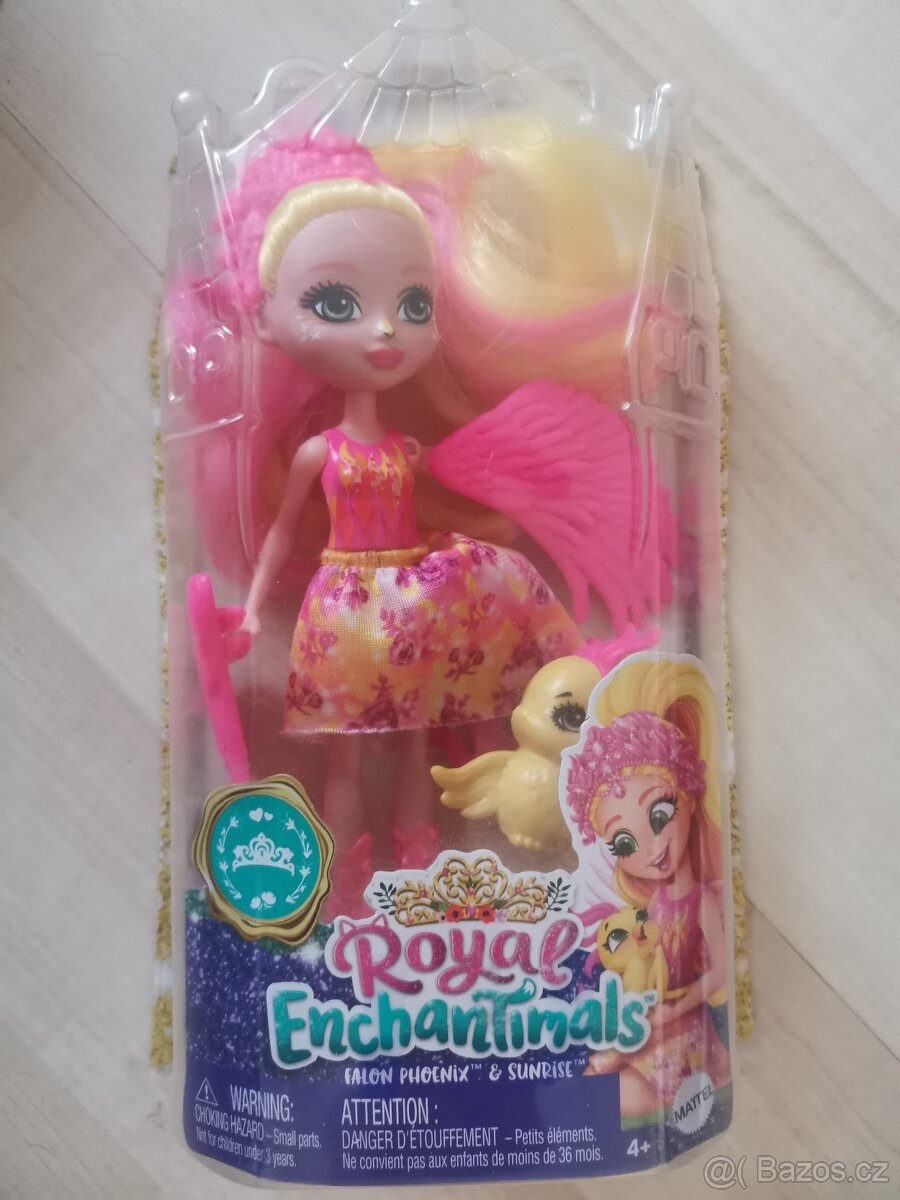 Royal
Enchantimals™
FALON PHOENIX™ & SUNRISE™
WARNING:
CHOKING HAZARD – Small parts.
Not for children under 3 years.
ATTENTION :
DANGER D'ÉTOUFFEMENT – Petits éléments.
Ne convient pas aux enfants de moins de 36 mois.
4+
MATTEL
@( Bazos.cz